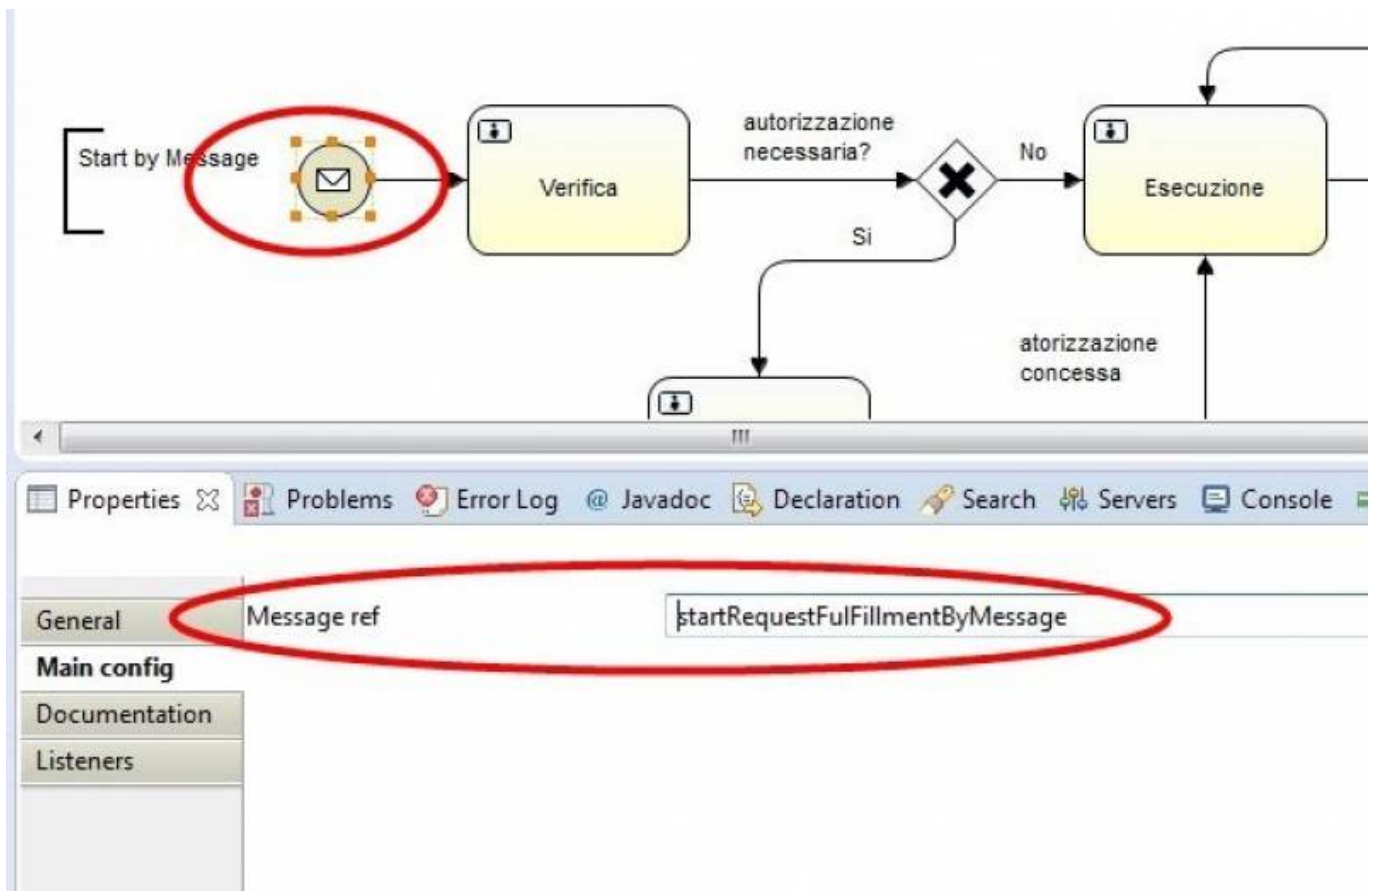 autorizzazione
necessaria?
Start by Message
No
Verifica
Esecuzione
Si
atorizzazione
concessa
Properties Problems Error Log @ Javadoc Declaration Search Servers Console
General
Message ref startRequestFulFillmentByMessage
Main config
Documentation
Listeners